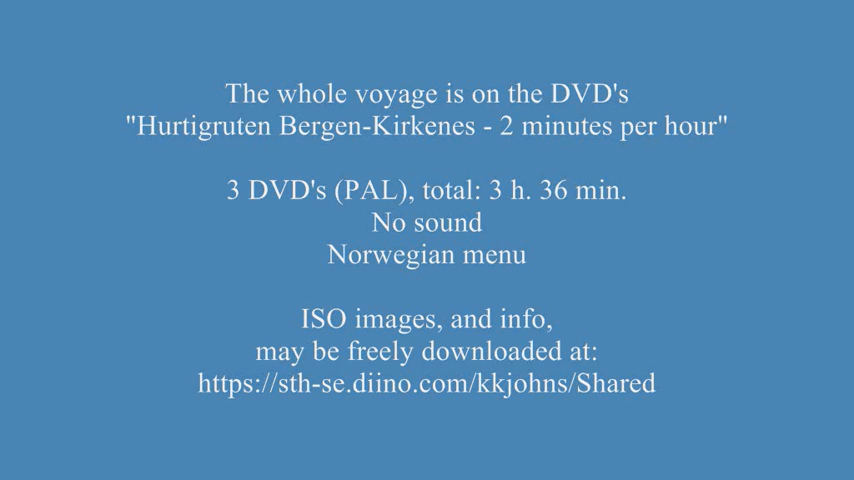 The whole voyage is on the DVD's
"Hurtigruten Bergen-Kirkenes - 2 minutes per hour"
3 DVD's (PAL), total: 3 h. 36 min.
No sound
Norwegian menu
ISO images, and info,
may be freely downloaded at:
https://sth-se.diino.com/kkjohns/Shared